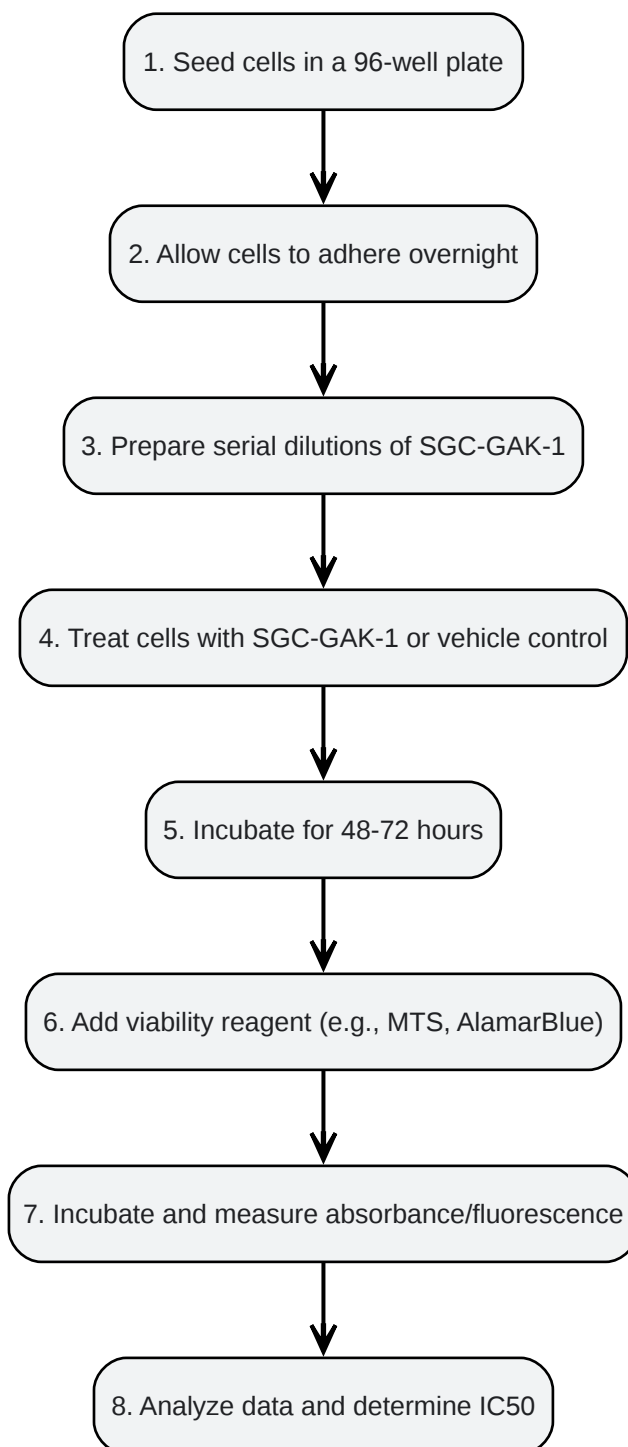 1. Seed cells in a 96-well plate
2. Allow cells to adhere overnight
3. Prepare serial dilutions of SGC-GAK-1
4. Treat cells with SGC-GAK-1 or vehicle control
5. Incubate for 48-72 hours
6. Add viability reagent (e.g., MTS, AlamarBlue)
7. Incubate and measure absorbance/fluorescence
8. Analyze data and determine IC50